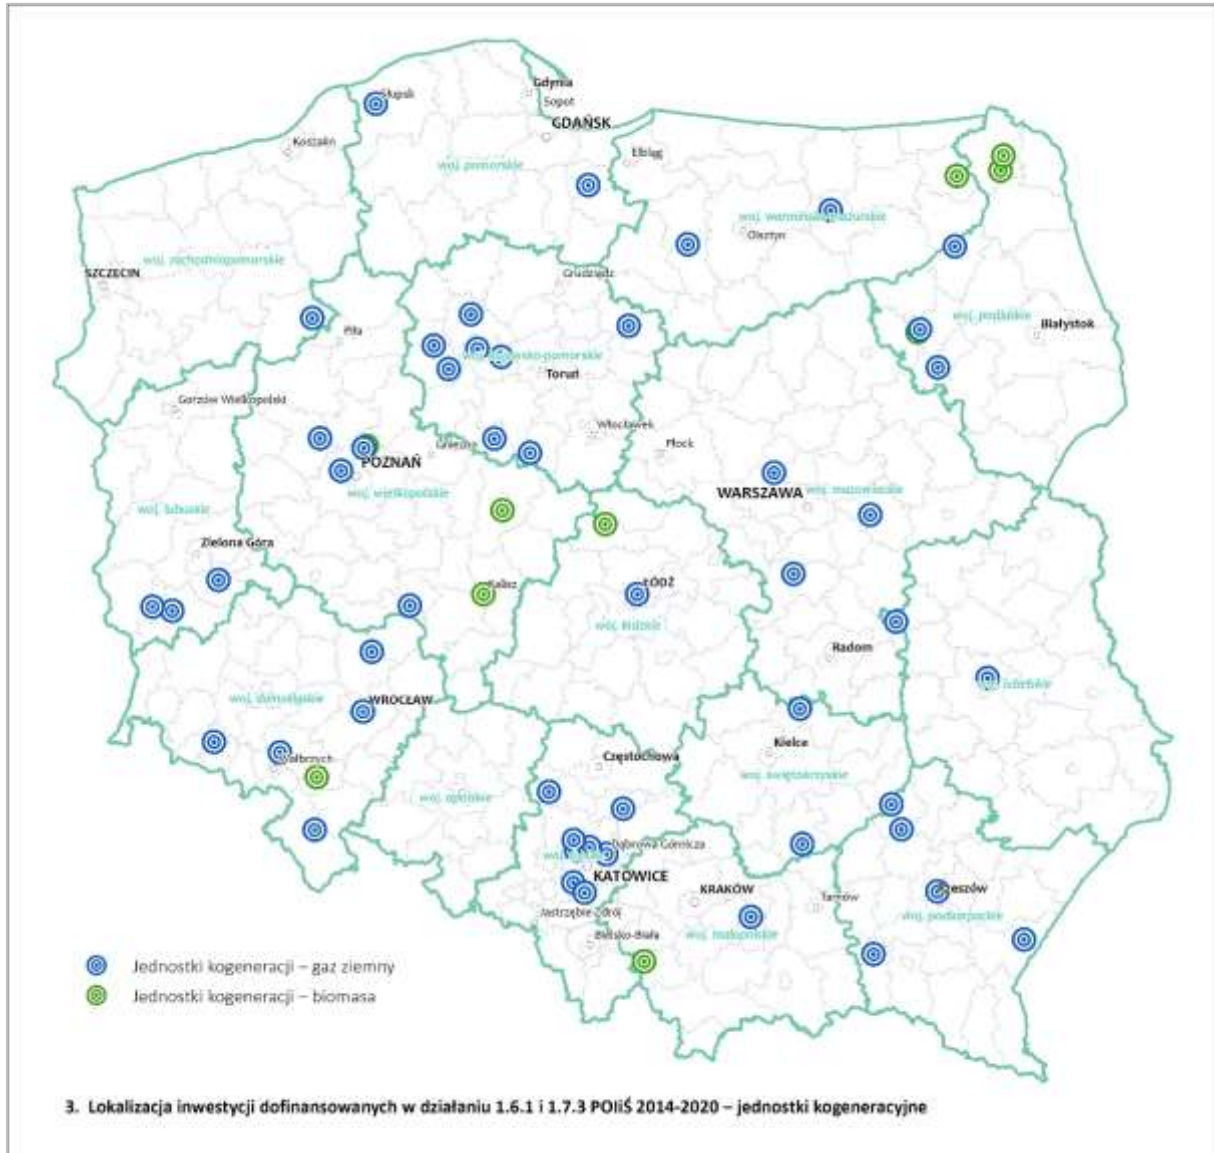 Gdynia
Słupsk
Sopot
GDAŃSK
Koszalin
Elbląg
woj. pomorskie
woj. warmińsko-mazurskie
Olsztyn
woj. zachodniopomorskie
SZCZECIN
Grudziądz
woj. podlaskie
Białystok
Piła
woj. kujawsko-pomorskie
Toruń
Gorzów Wielkopolski
Włocławek
Gniezno
Płock
POZNAŃ
woj. wielkopolskie
WARSZAWA
woj. mazowieckie
woj. lubuskie
Zielona Góra
Kalisz
ŁÓDŹ
woj. łódzkie
Radom
woj. lubelskie
woj. dolnośląskie
WROCŁAW
Kielce
Częstochowa
Wałbrzych
woj. świętokrzyskie
woj. opolskie
Dąbrowa Górnicza
KATOWICE
KRAKÓW
Rzeszów
Tarnów
Jastrzębie-Zdrój
woj. podkarpackie
Bielsko-Biała
woj. małopolskie
Jednostki kogeneracji – gaz ziemny
Jednostki kogeneracji – biomasa
3. Lokalizacja inwestycji dofinansowanych w działaniu 1.6.1 i 1.7.3 POIiŚ 2014-2020 – jednostki kogeneracyjne